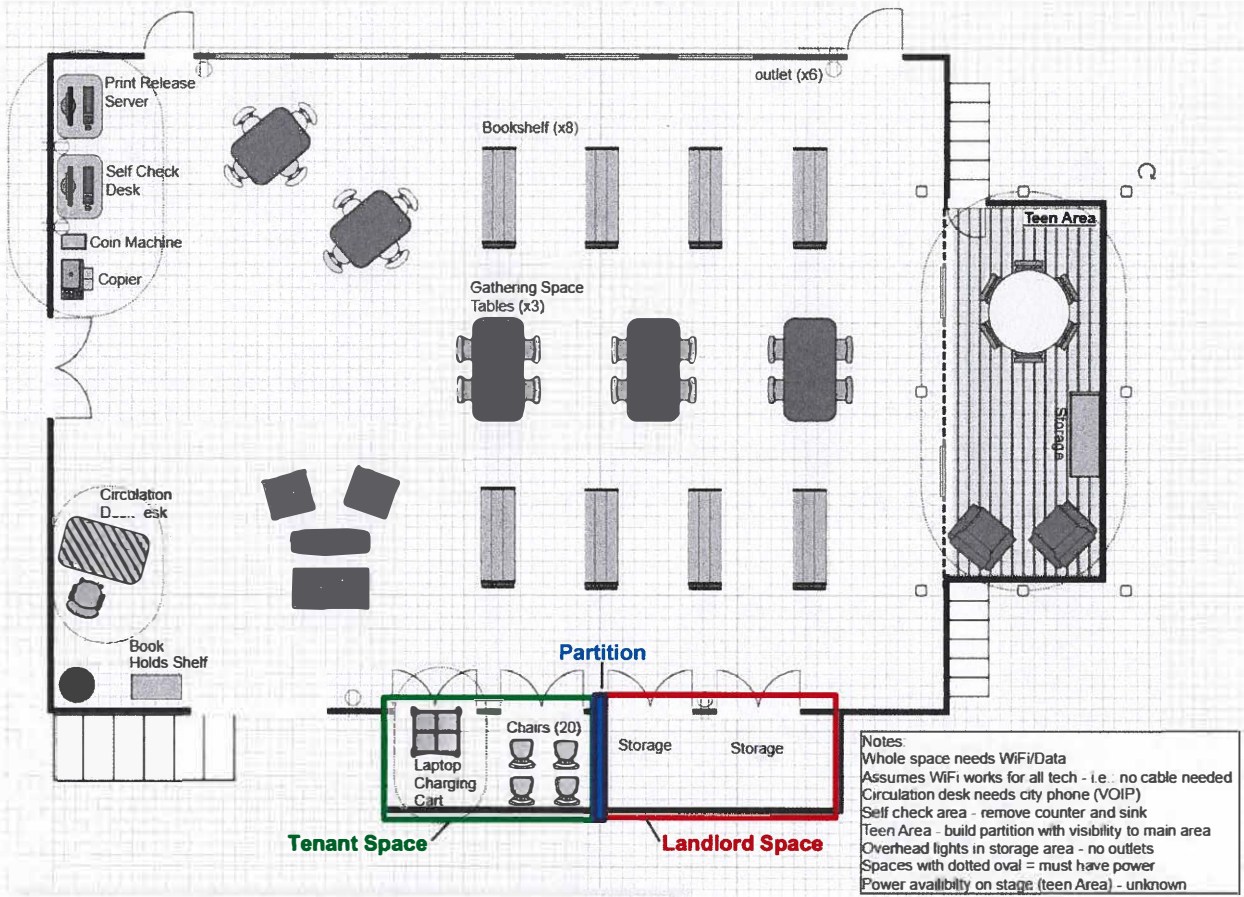 Print Release
Server
outlet (x6)
Bookshelf (x8)
Self Check
Desk
Teen Area
Coin Machine
Copier
Gathering Space
Tables (x3)
Storage
Circulation
esk
Book
Holds Shelf
Partition
Chairs (20)
Storage
Storage
Laptop
Charging
Cart
Tenant Space
Landlord Space
Notes:
Whole space needs WiFi/Data
Assumes WiFi works for all tech - i.e.: no cable needed
Circulation desk needs city phone (VOIP)
Self check area - remove counter and sink
Teen Area - build partition with visibility to main area
Overhead lights in storage area - no outlets
Spaces with dotted oval = must have power
Power availibilty on stage (teen Area) - unknown